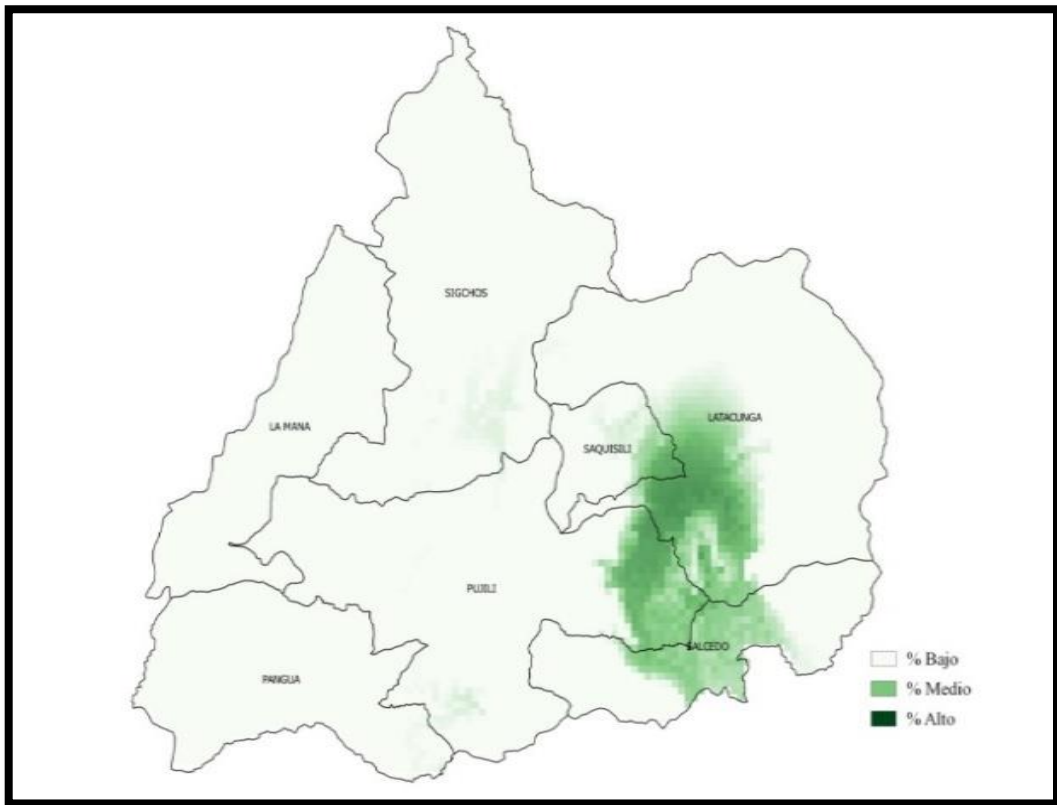 SIGCHOS
LATACUNGA
LA MANA
SAQUISILI
PUJILI
SALCEDO
PANGUA
% Bajo
% Medio
% Alto